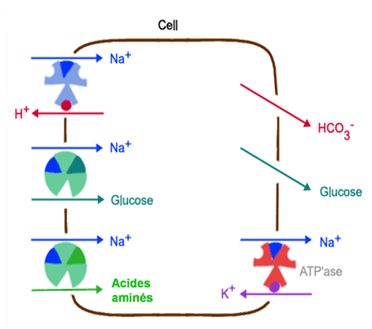 Cell
Na+
H+
Na+
Glucose
Na+
Acides
aminés
HCO3-
Glucose
Na+
ATP'ase
K+